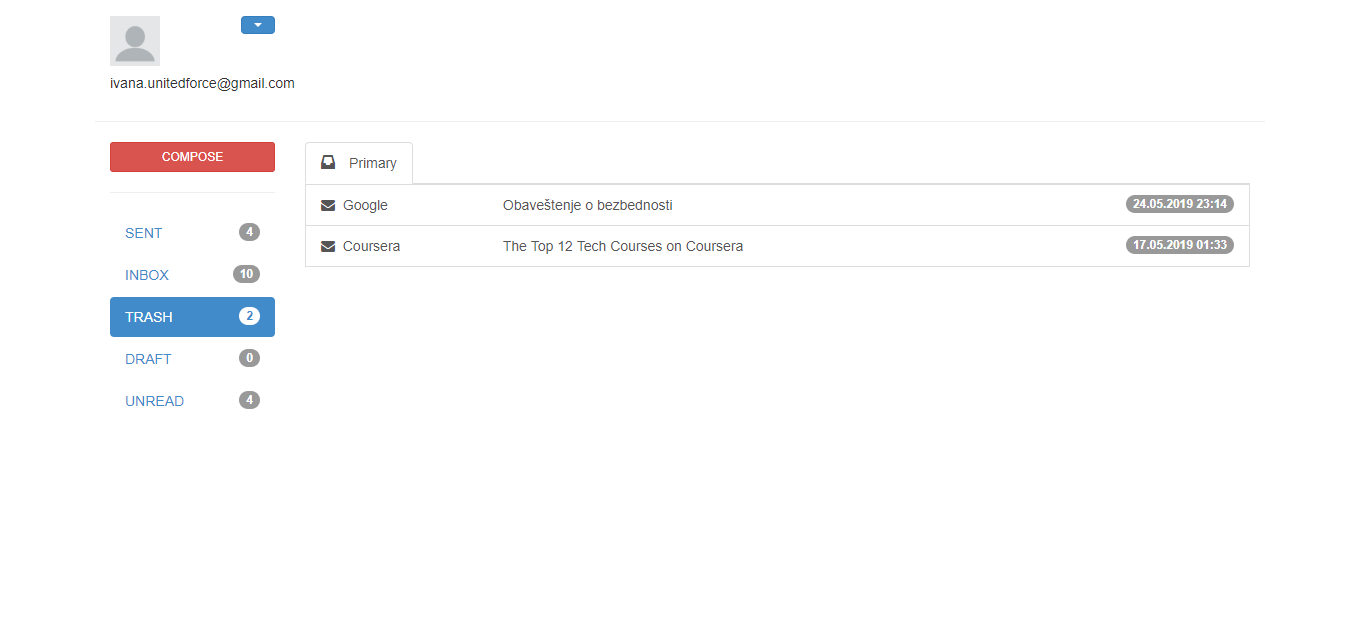 ivana.unitedforce@gmail.com
COMPOSE
SENT 4
INBOX 10
TRASH 2
DRAFT 0
UNREAD 4
Primary
Google Obaveštenje o bezbednosti 24.05.2019 23:14
Coursera The Top 12 Tech Courses on Coursera 17.05.2019 01:33